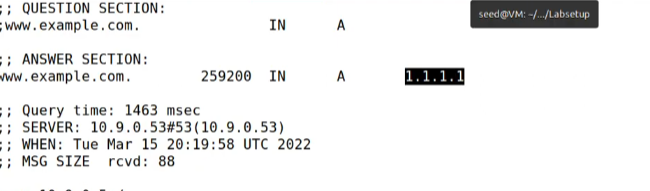 ;; QUESTION SECTION:
;www.example.com. IN A
seed@VM: ~/.../Labsetup
;; ANSWER SECTION:
www.example.com. 259200 IN A 1.1.1.1
;; Query time: 1463 msec
;; SERVER: 10.9.0.53#53(10.9.0.53)
;; WHEN: Tue Mar 15 20:19:58 UTC 2022
;; MSG SIZE rcvd: 88